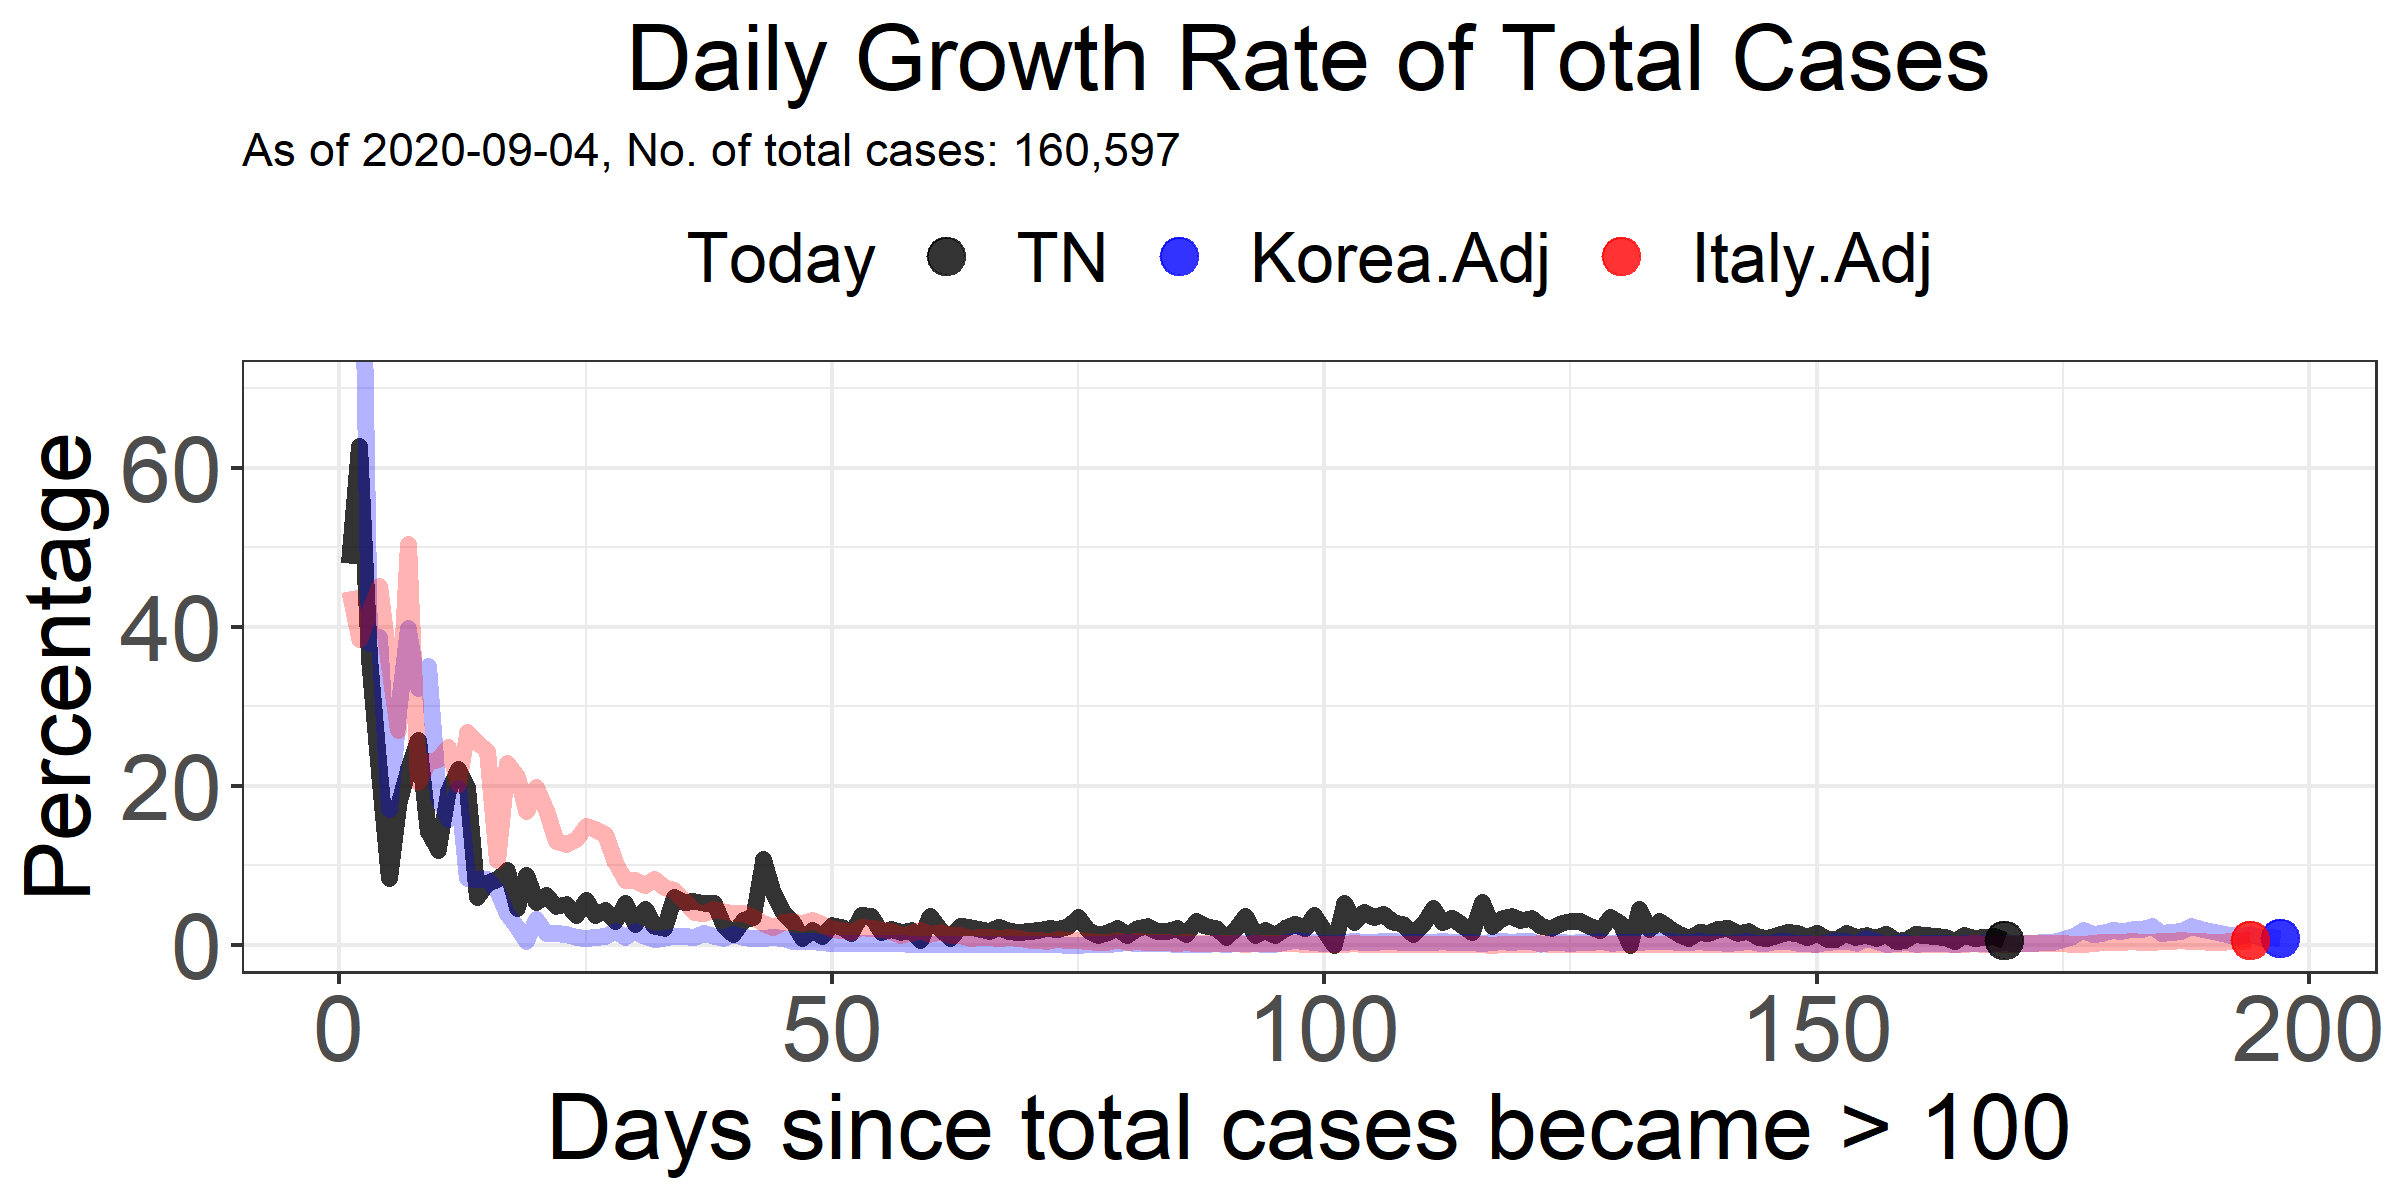 Daily Growth Rate of Total Cases
As of 2020-09-04, No. of total cases: 160,597
Today TN Korea.Adj Italy.Adj
Percentage
60
40
20
0
0 50 100 150 200
Days since total cases became > 100